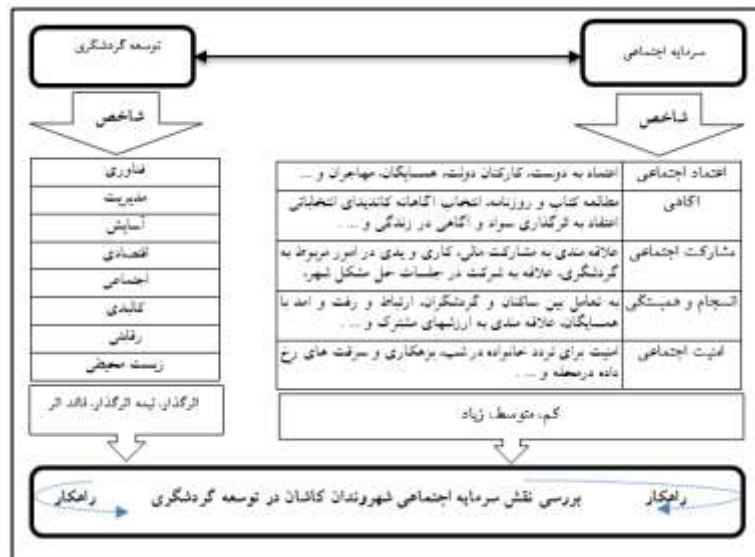 سرمایه اجتماعی
توسعه گردشگری
شاخص
شاخص
اعتماد اجتماعی
اعتماد به دوست، کارکنان دولت، همسایگان، مهاجران و ...
آگاهی
مطالعه کتاب و روزنامه، انتخاب آگاهانه کاندیدای انتخاباتی
اعتقاد به اثرگذاری سواد و آگاهی در زندگی و ... .
مشارکت اجتماعی
علاقه مندی به مشارکت مالی، کاری و یدی در امور مربوط به
گردشگری، علاقه به شرکت در جلسات حل مشکل شهر،
انسجام و همبستگی
به تعامل بین ساکنان و گردشگران، ارتباط و رفت و امد با
همسایگان، علاقه مندی به ارزشهای مشترک و ... .
امنیت اجتماعی
امنیت برای تردد خانواده در شب، بزهکاری و سرقت های رخ
داده درمحله و ... .
فناوری
مدیریت
آسایش
اقتصادی
اجتماعی
کالبدی
رقابتی
زیست محیطی
کم، متوسط، زیاد
اثرگذار، نیمه اثرگذار، فاقد اثر
راهکار
بررسی نقش سرمایه اجتماعی شهروندان کاشان در توسعه گردشگری
راهکار